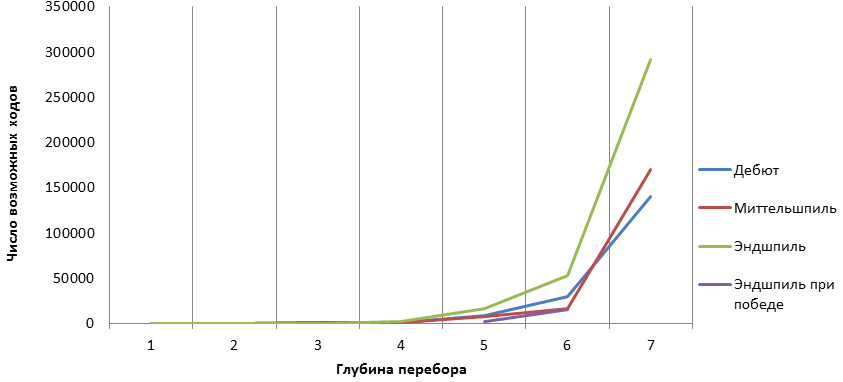 350000
300000
250000
200000
150000
100000
50000
0
Число возможных ходов
1 2 3 4 5 6 7
Глубина перебора
Дебют
Миттельшпиль
Эндшпиль
Эндшпиль при
победе